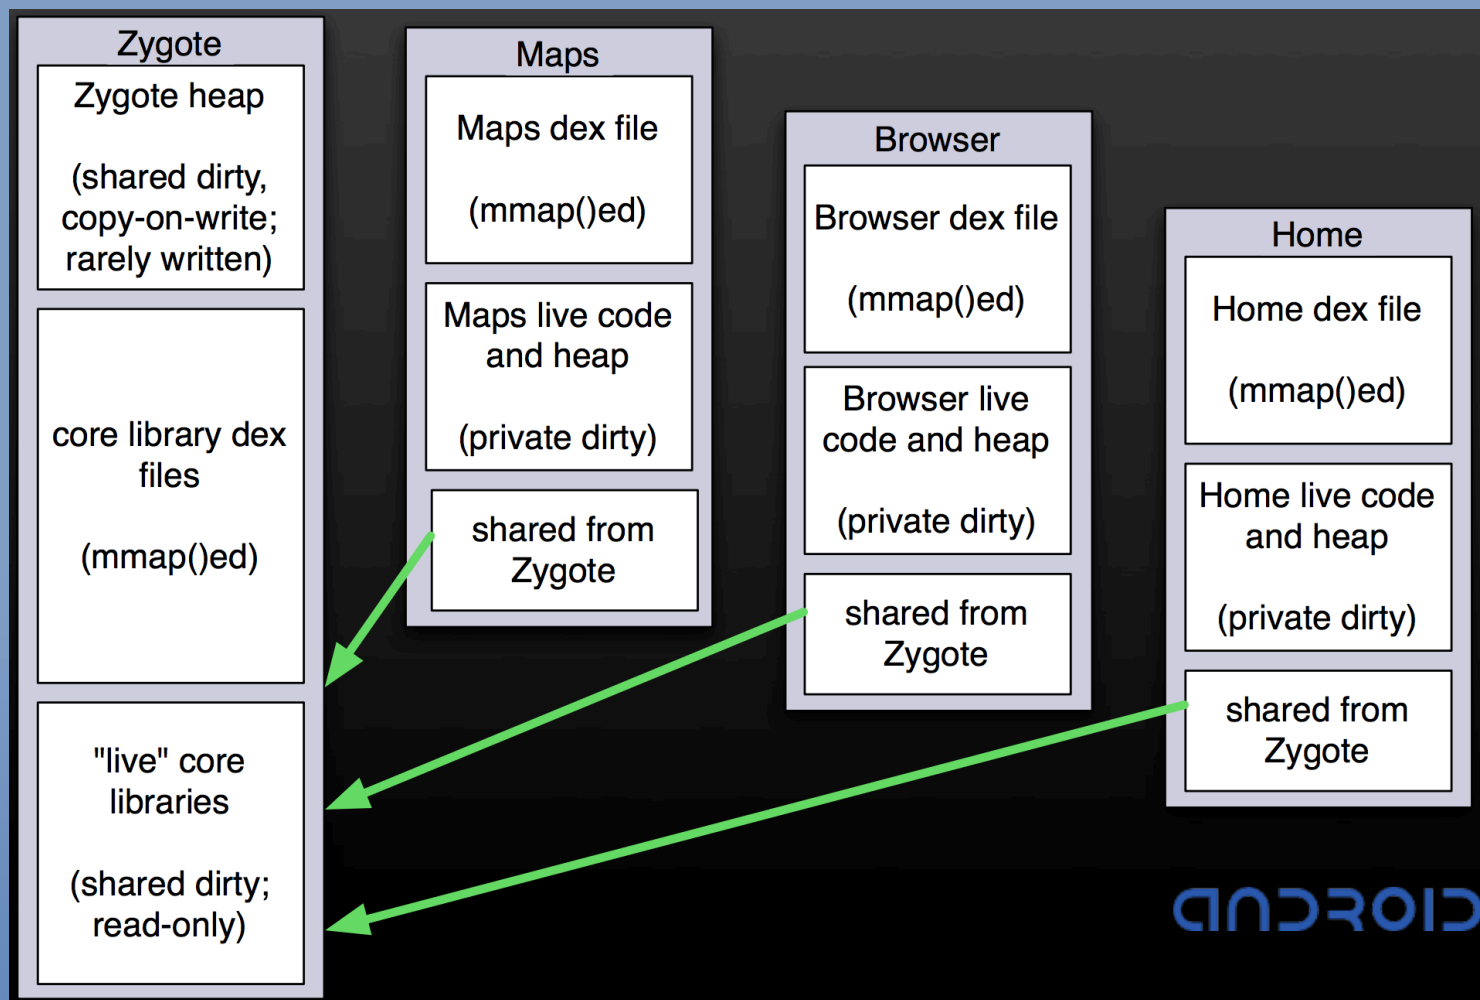 Zygote
Zygote heap
(shared dirty,
copy-on-write;
rarely written)
core library dex
files
(mmap()ed)
"live" core
libraries
(shared dirty;
read-only)
Maps
Maps dex file
(mmap()ed)
Maps live code
and heap
(private dirty)
shared from
Zygote
Browser
Browser dex file
(mmap()ed)
Browser live
code and heap
(private dirty)
shared from
Zygote
Home
Home dex file
(mmap()ed)
Home live code
and heap
(private dirty)
shared from
Zygote
ANDROID